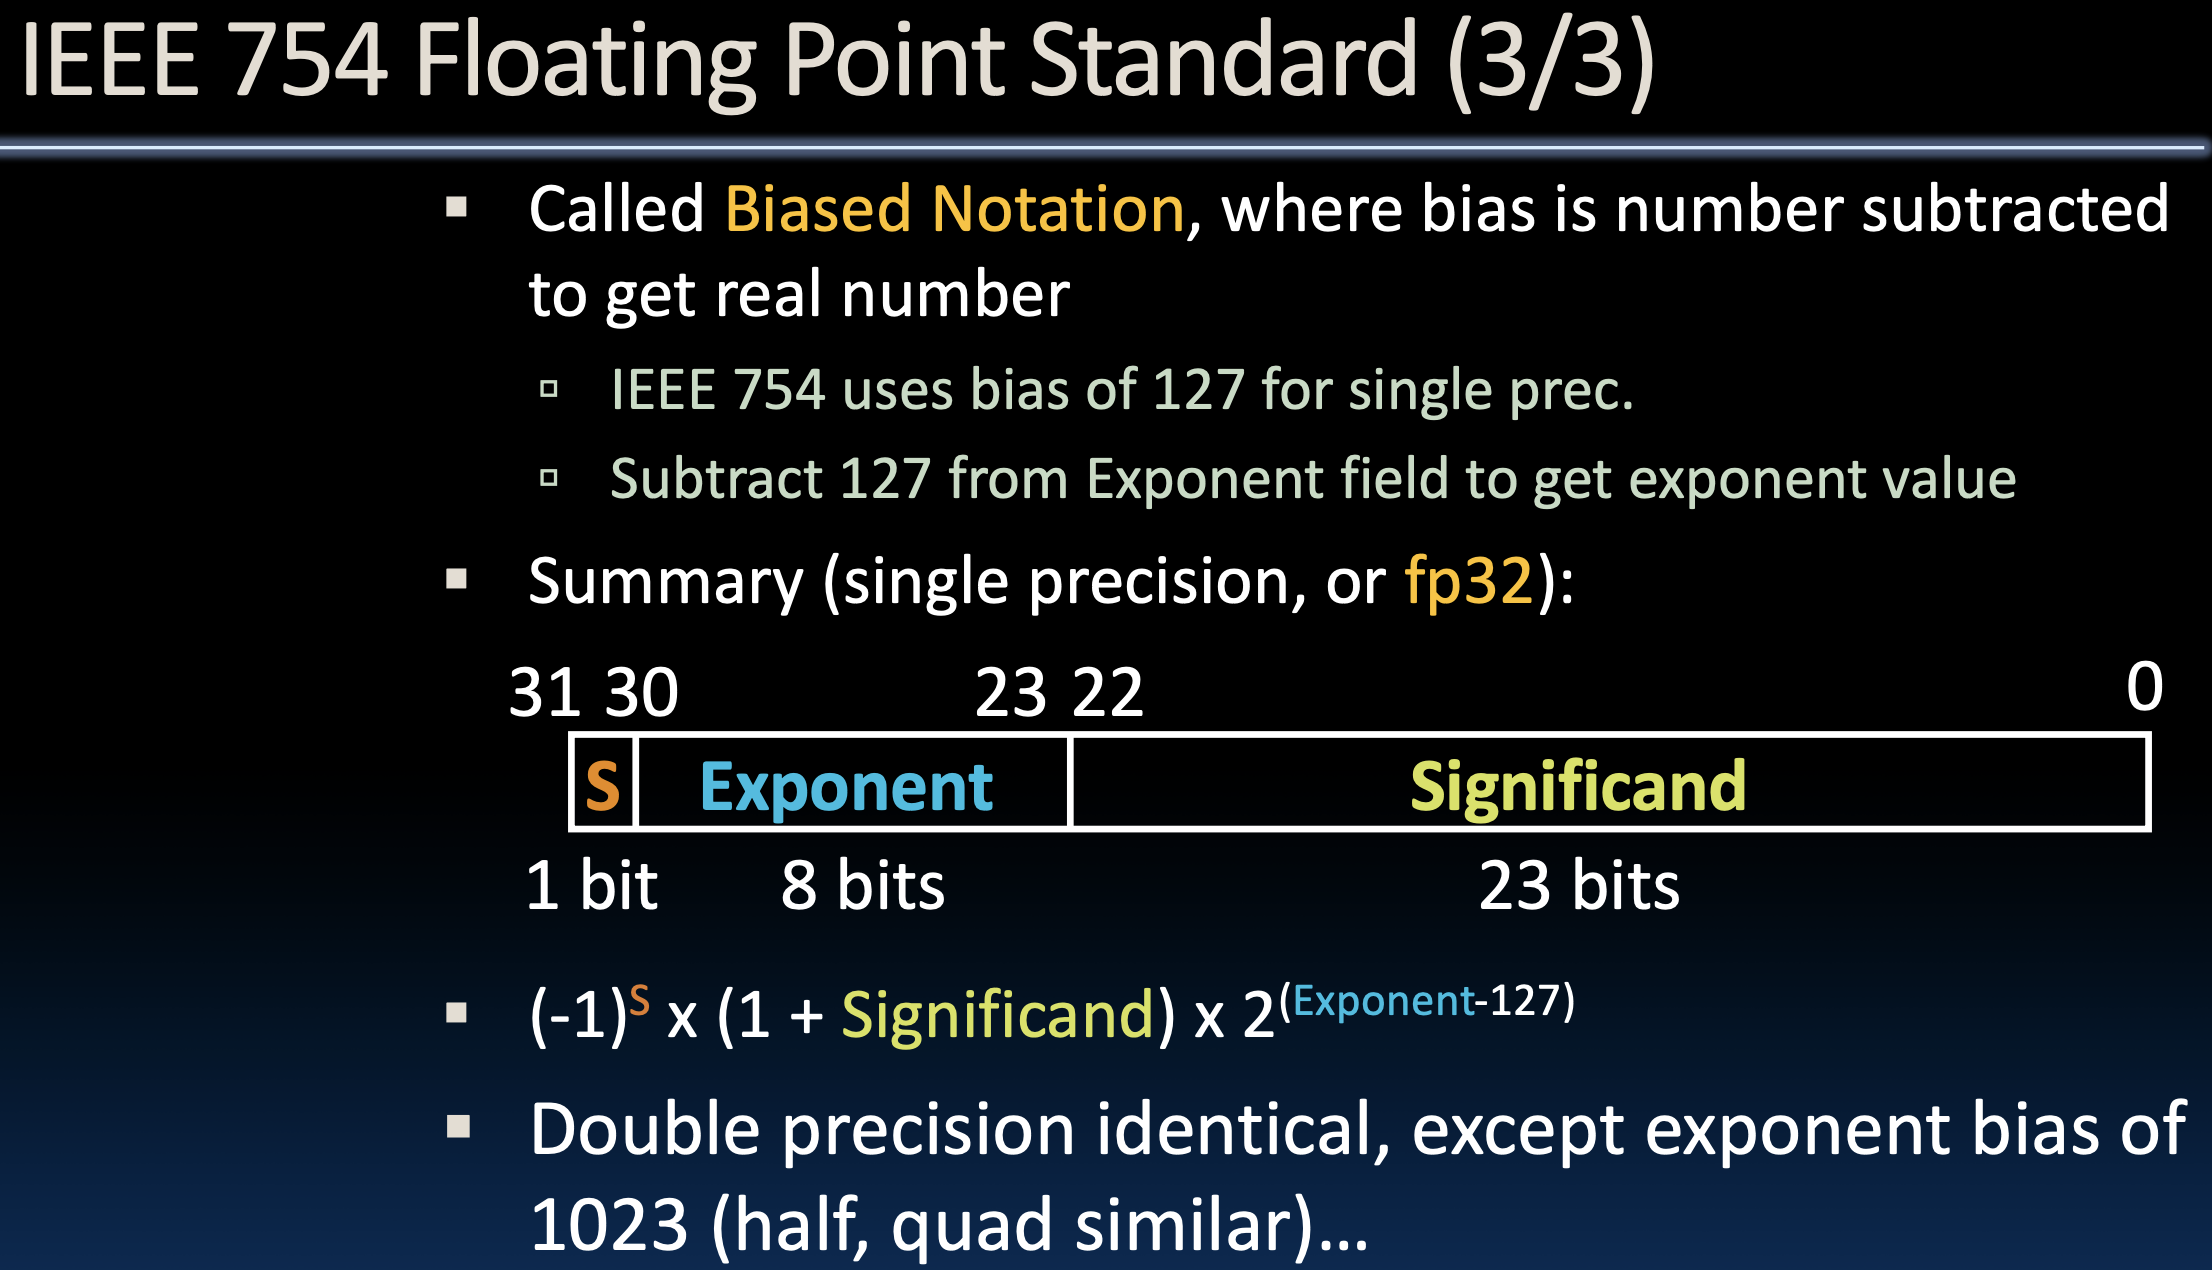 IEEE 754 Floating Point Standard (3/3)
▪ Called Biased Notation, where bias is number subtracted
to get real number
▫ IEEE 754 uses bias of 127 for single prec.
▫ Subtract 127 from Exponent field to get exponent value
▪ Summary (single precision, or fp32):
31 30 23 22 0
S Exponent Significand
1 bit 8 bits 23 bits
▪ (-1)^S x (1 + Significand) x 2^(Exponent-127)
▪ Double precision identical, except exponent bias of
1023 (half, quad similar)…